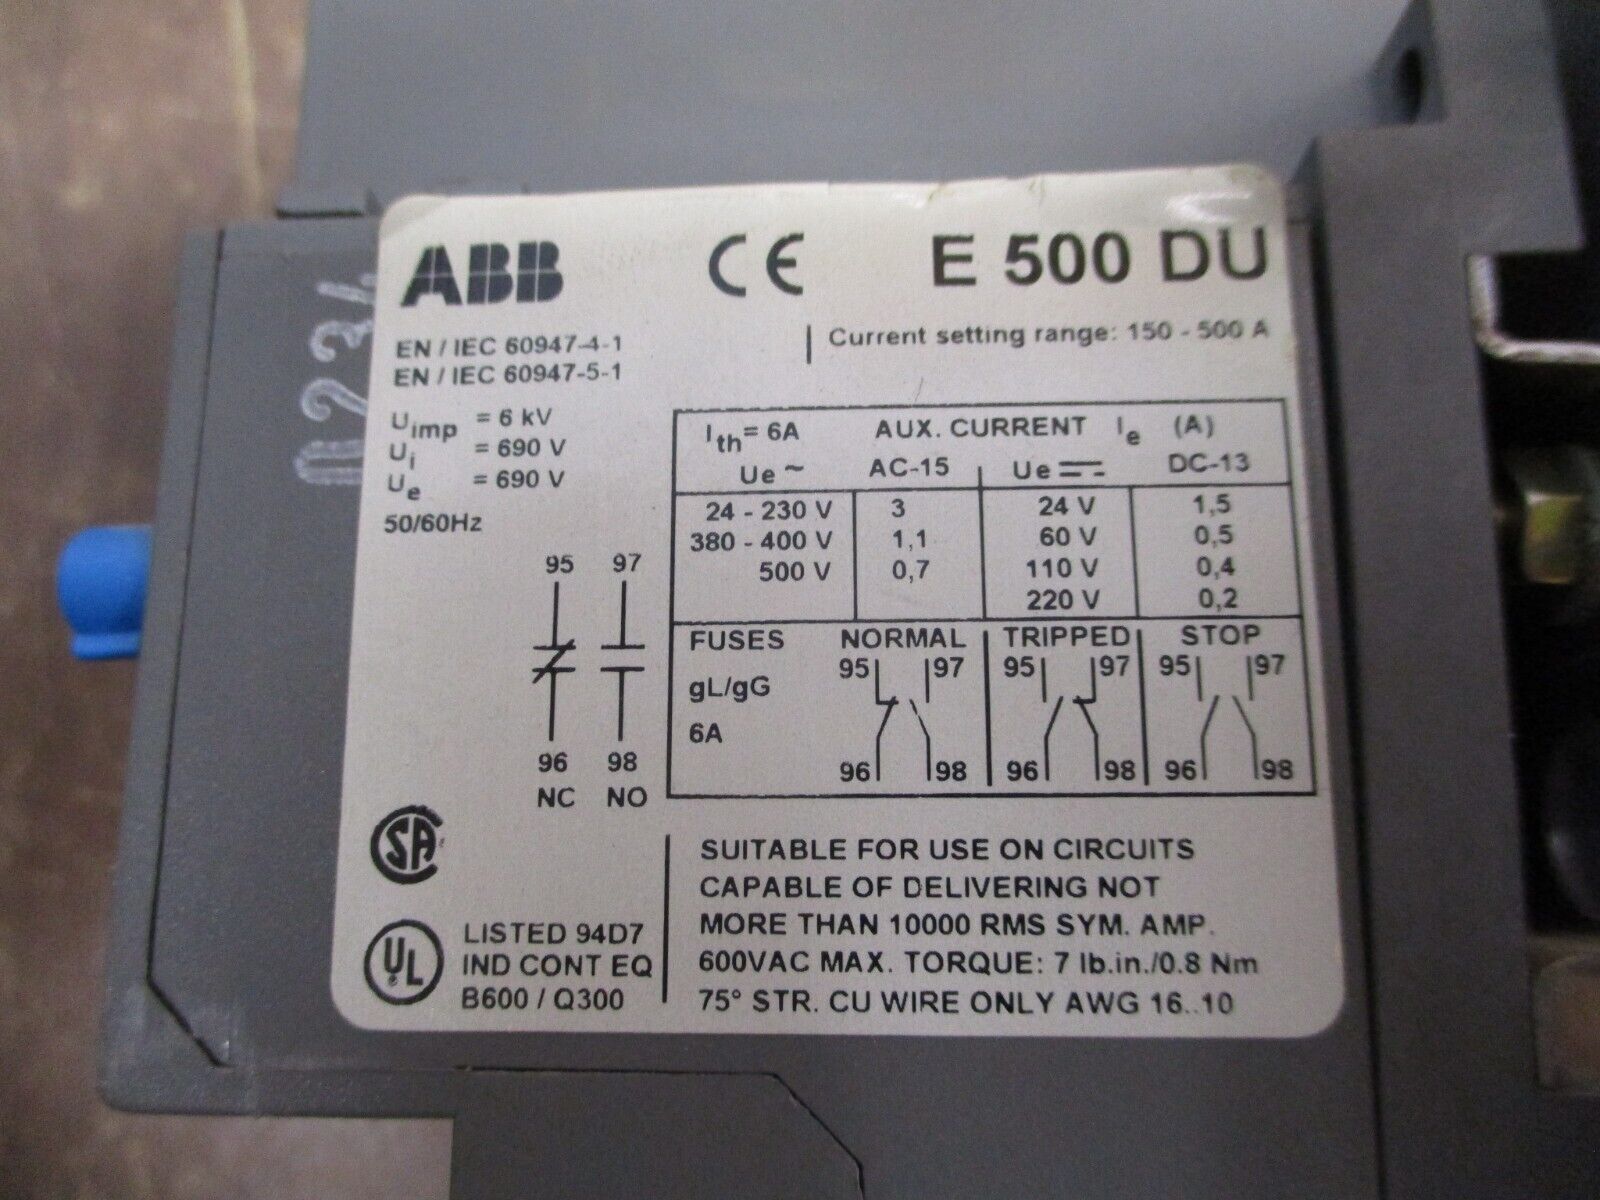 ABB CE E 500 DU
EN / IEC 60947-4-1
EN / IEC 60947-5-1
Current setting range: 150 - 500 A
Uimp = 6 kV
Ui = 690 V
Ue = 690 V
50/60Hz
95 97
96 98
NC NO
Ith = 6A AUX. CURRENT Ie (A)
Ue ~ AC-15 Ue ⎓ DC-13
24 - 230 V 3 24 V 1,5
380 - 400 V 1,1 60 V 0,5
500 V 0,7 110 V 0,4
220 V 0,2
FUSES NORMAL TRIPPED STOP
95 97 95 97 95 97
gL/gG
6A
96 98 96 98 96 98
SA
UL
LISTED 94D7
IND CONT EQ
B600 / Q300
SUITABLE FOR USE ON CIRCUITS
CAPABLE OF DELIVERING NOT
MORE THAN 10000 RMS SYM. AMP.
600VAC MAX. TORQUE: 7 lb.in./0.8 Nm
75° STR. CU WIRE ONLY AWG 16..10